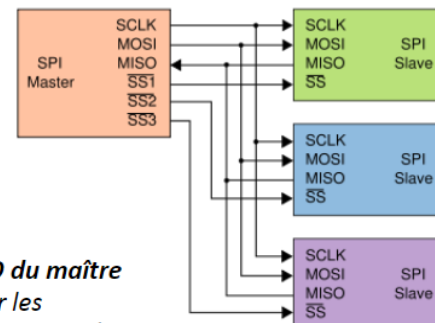 SCLK
MOSI
SPI MISO
Master SS1
SS2
SS3
SCLK
MOSI SPI
MISO Slave
SS
SCLK
MOSI SPI
MISO Slave
SS
SCLK
MOSI SPI
MISO Slave
SS
du maître
les